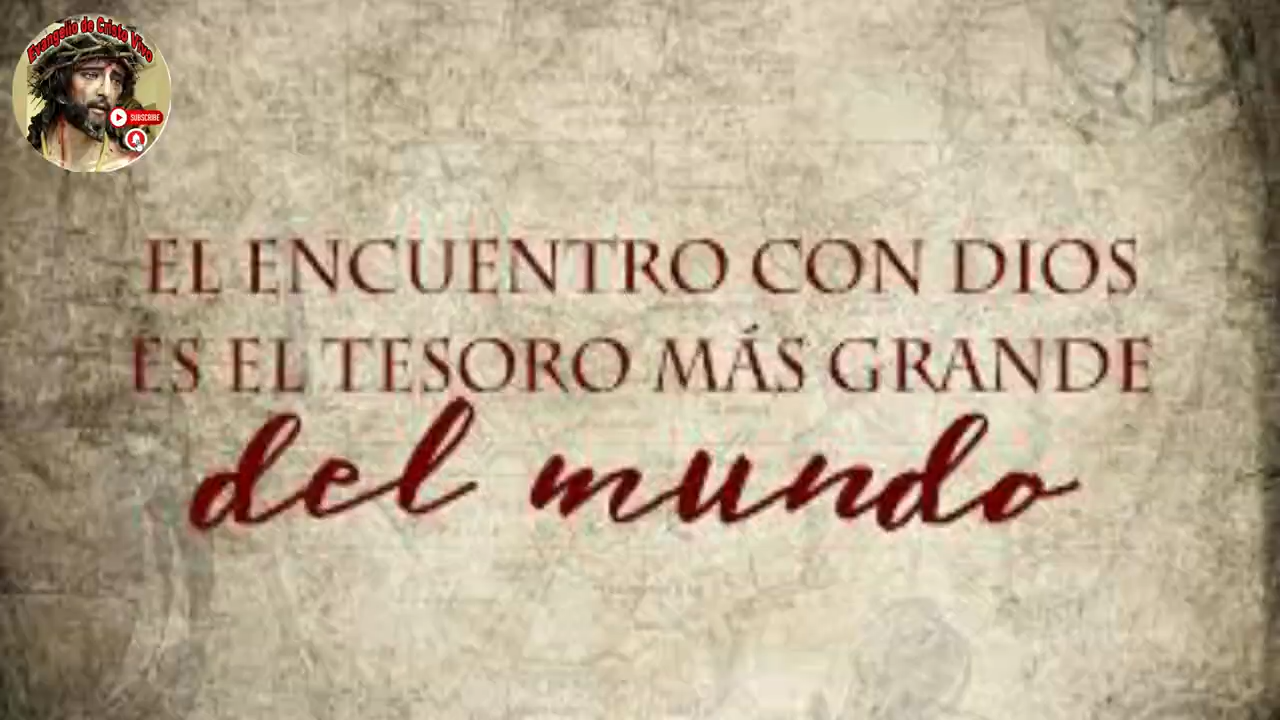 Evangelio de Cristo Vivo
SUBSCRIBE
EL ENCUENTRO CON DIOS
ES EL TESORO MÁS GRANDE
del mundo